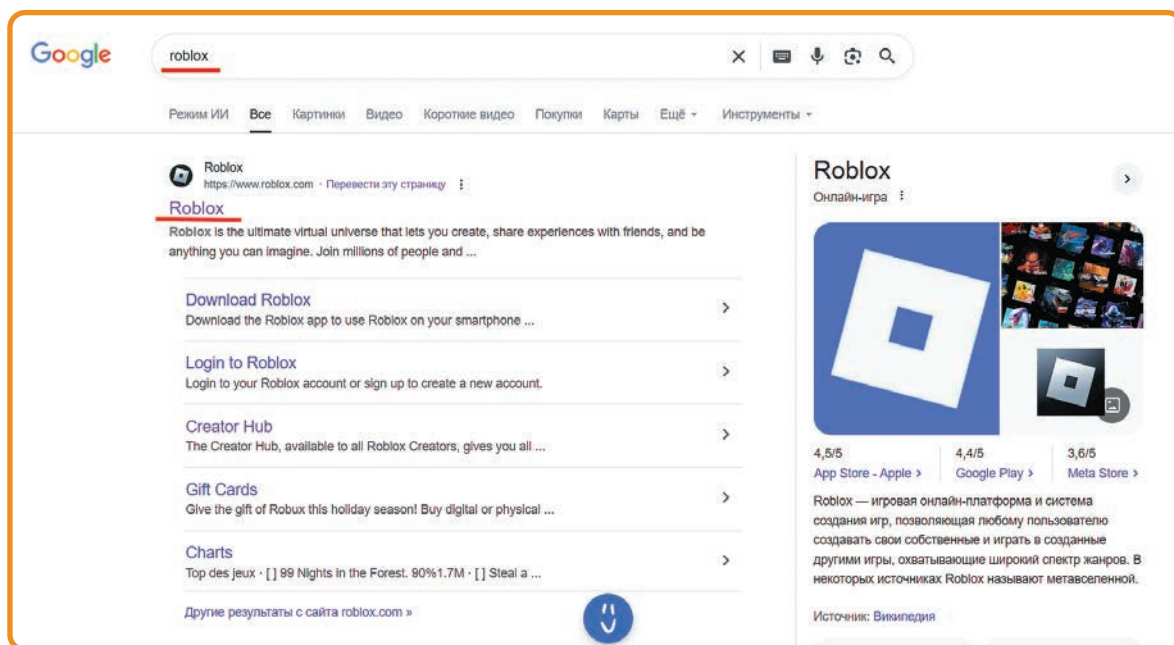 Google
roblox
Режим ИИ Все Картинки Видео Короткие видео Покупки Карты Ещё Инструменты
Roblox
https://www.roblox.com · Перевести эту страницу
Roblox
Roblox is the ultimate virtual universe that lets you create, share experiences with friends, and be
anything you can imagine. Join millions of people and ...
Download Roblox
Download the Roblox app to use Roblox on your smartphone ...
Login to Roblox
Login to your Roblox account or sign up to create a new account.
Creator Hub
The Creator Hub, available to all Roblox Creators, gives you all ...
Gift Cards
Give the gift of Robux this holiday season! Buy digital or physical ...
Charts
Top des jeux · [ ] 99 Nights in the Forest. 90%1.7M · [ ] Steal a ...
Другие результаты с сайта roblox.com »
Roblox
Онлайн-игра
4,5/5 4,4/5 3,6/5
App Store - Apple Google Play Meta Store
Roblox — игровая онлайн-платформа и система
создания игр, позволяющая любому пользователю
создавать свои собственные и играть в созданные
другими игры, охватывающие широкий спектр жанров. В
некоторых источниках Roblox называют метавселенной.
Источник: Википедия